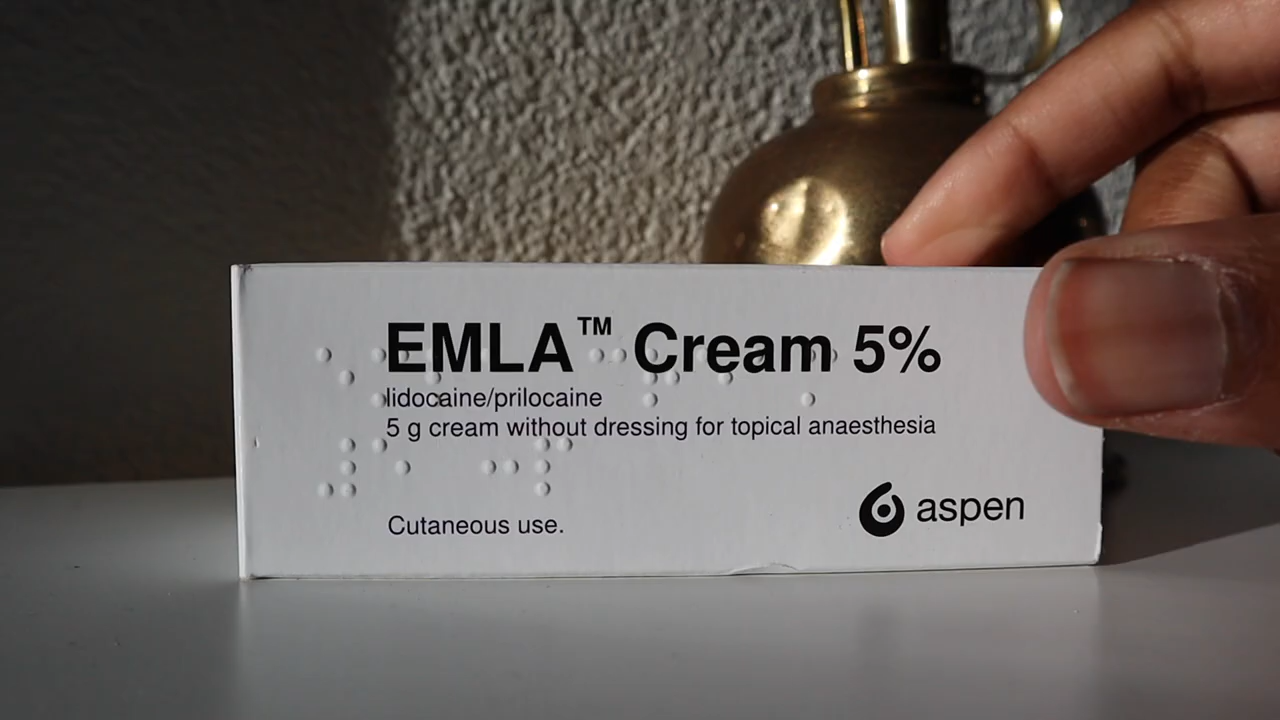 EMLA™ Cream 5%
lidocaine/prilocaine
5 g cream without dressing for topical anaesthesia
Cutaneous use.
aspen